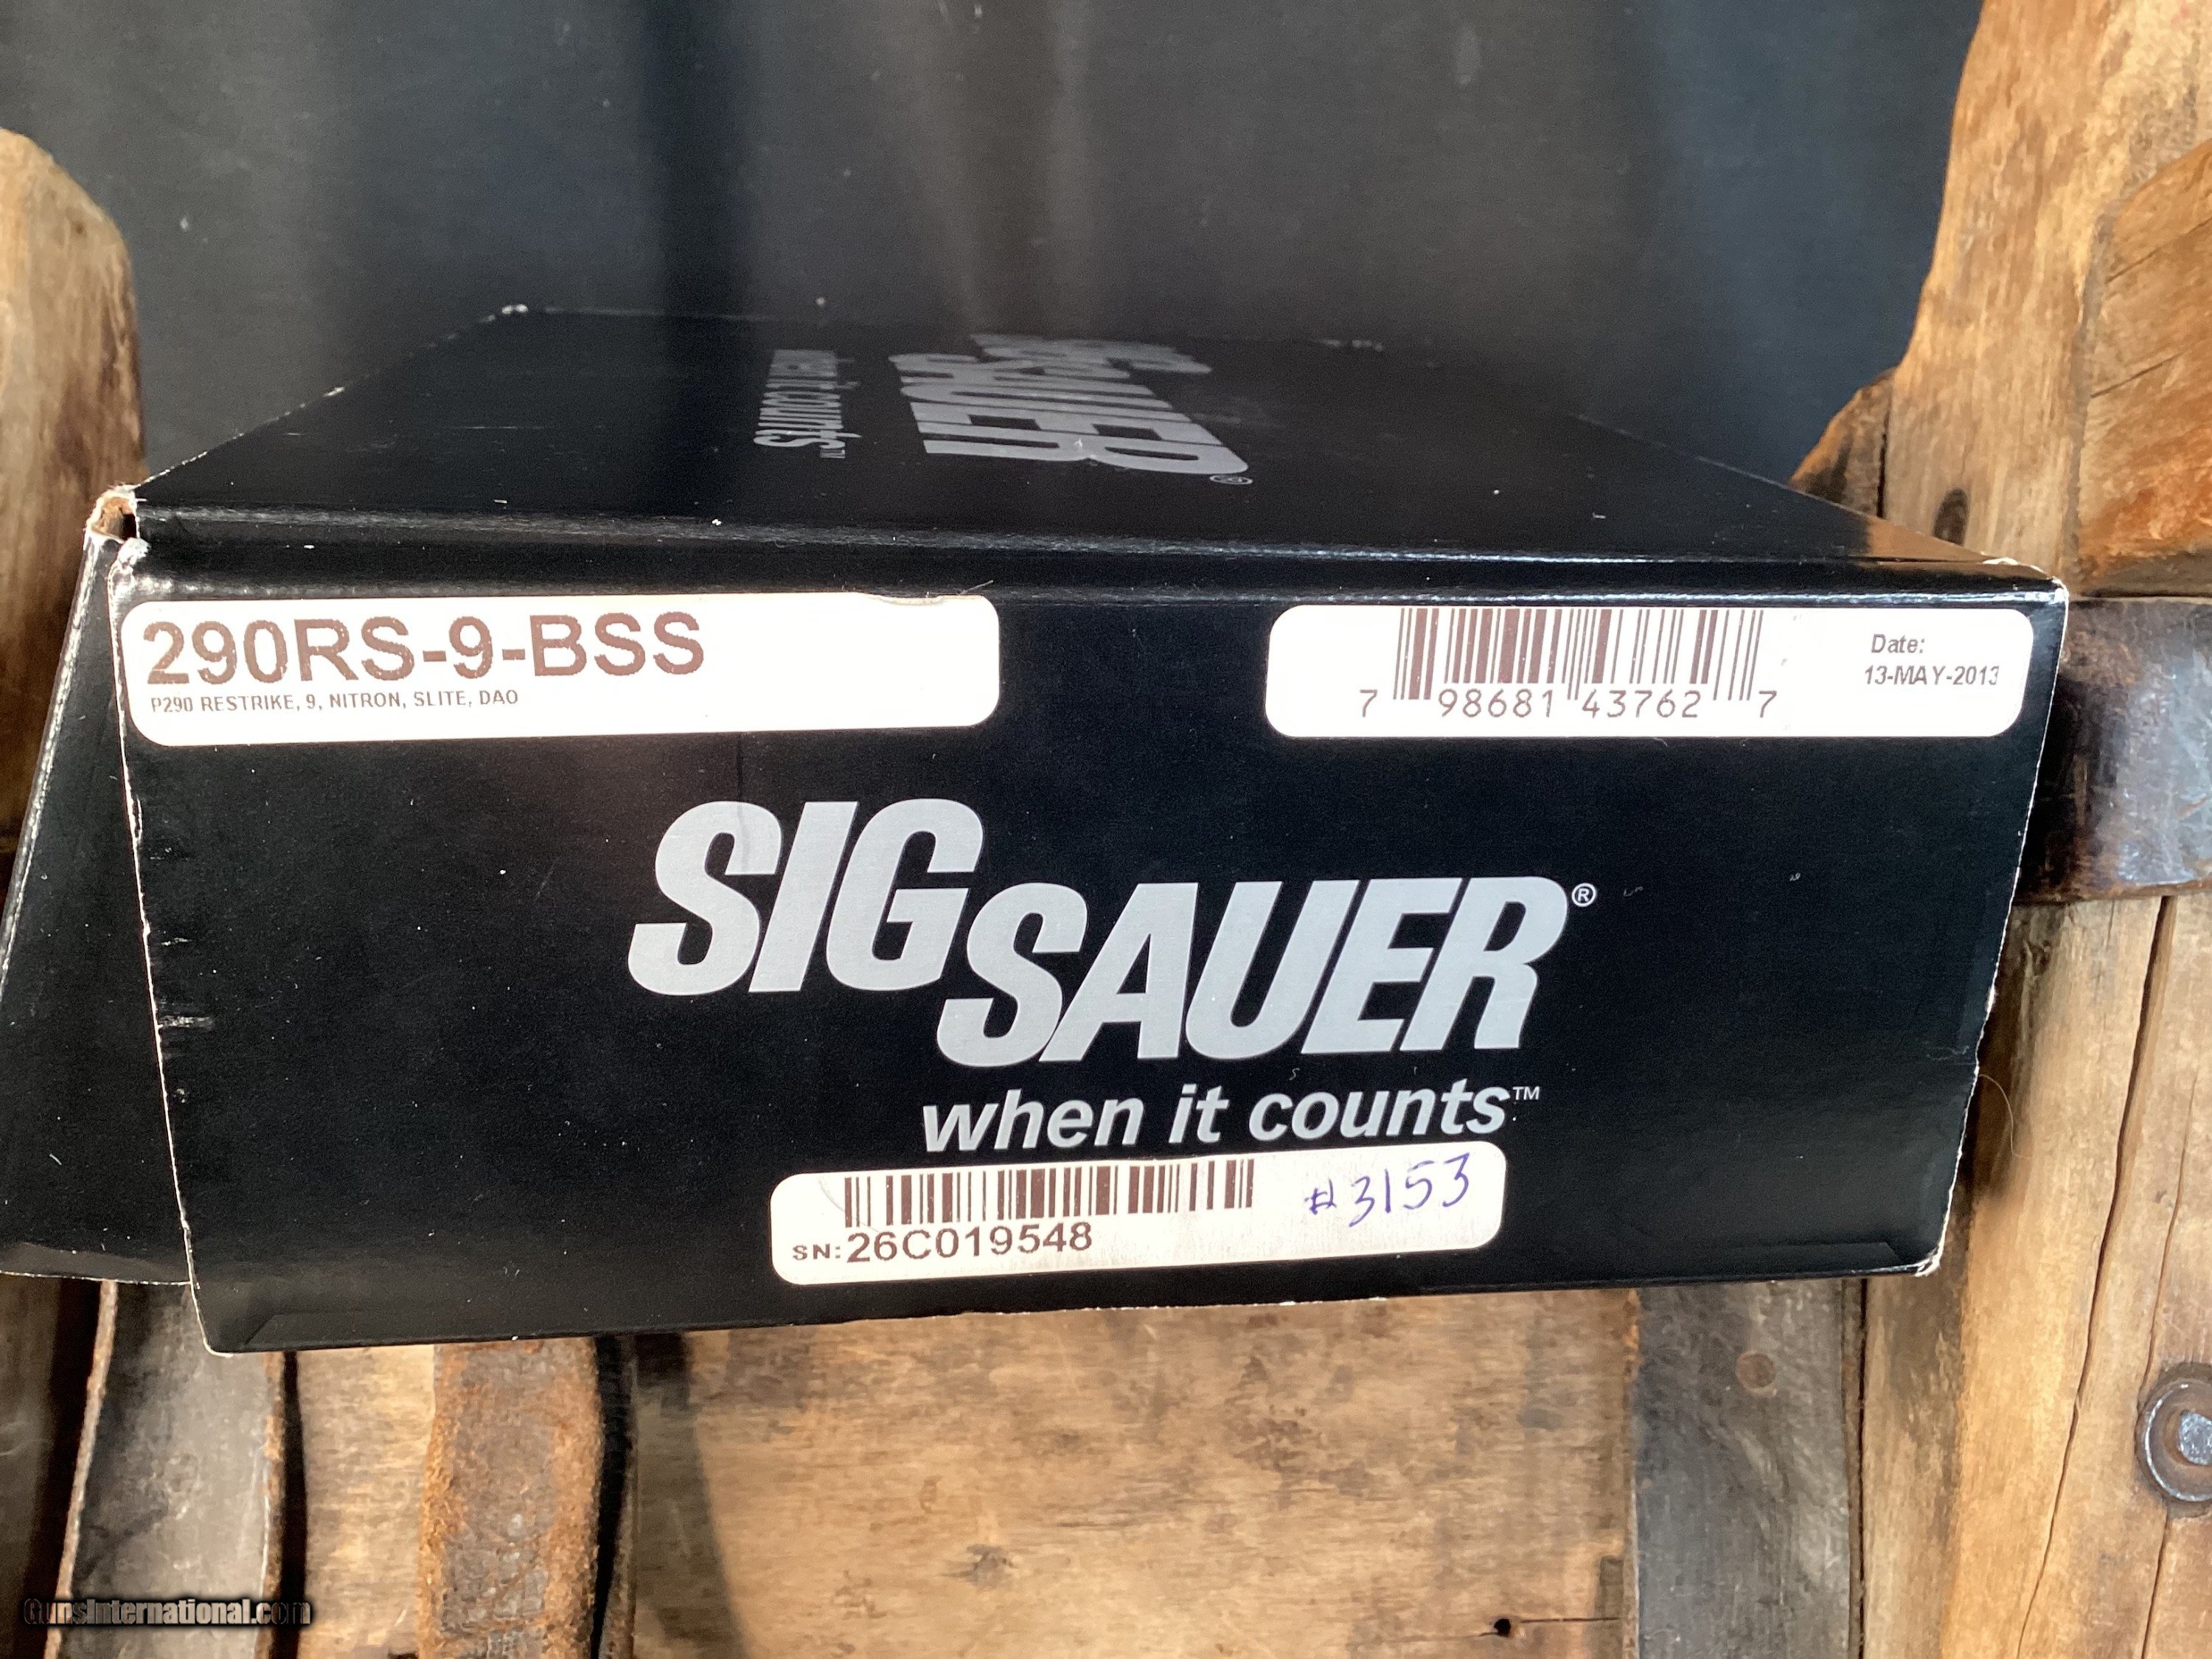 SIG
SAUER®
when it counts™
290RS-9-BSS
P290 RESTRIKE, 9, NITRON, SLITE, DAO
7 98681 43762 7
Date:
13-MAY-2013
SIG
SAUER®
when it counts™
#3153
SN: 26C019548
GunsInternational.com